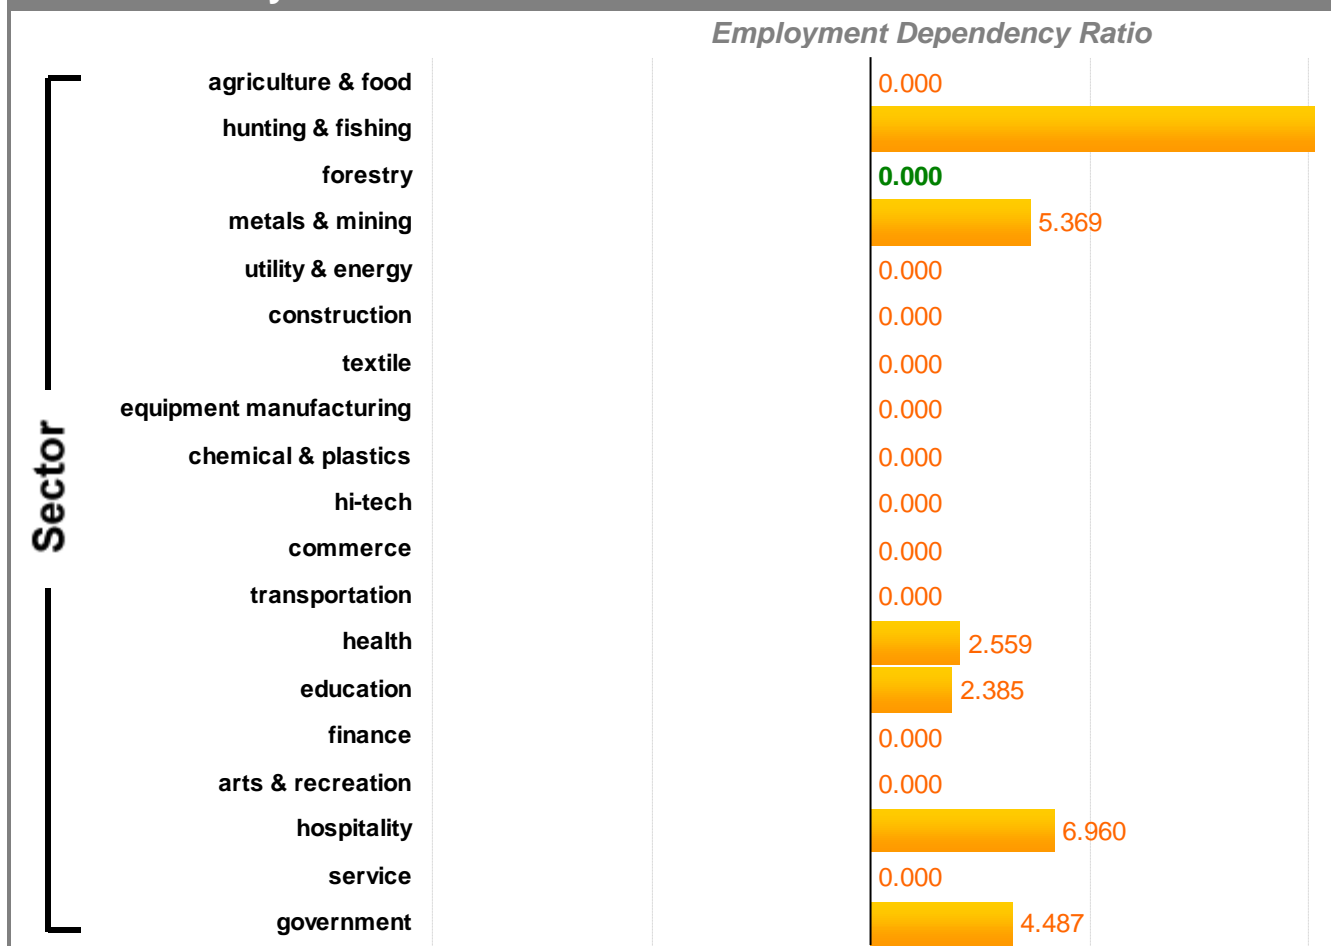 Employment Dependency Ratio
Sector
agriculture & food 0.000
hunting & fishing
forestry 0.000
metals & mining 5.369
utility & energy 0.000
construction 0.000
textile 0.000
equipment manufacturing 0.000
chemical & plastics 0.000
hi-tech 0.000
commerce 0.000
transportation 0.000
health 2.559
education 2.385
finance 0.000
arts & recreation 0.000
hospitality 6.960
service 0.000
government 4.487